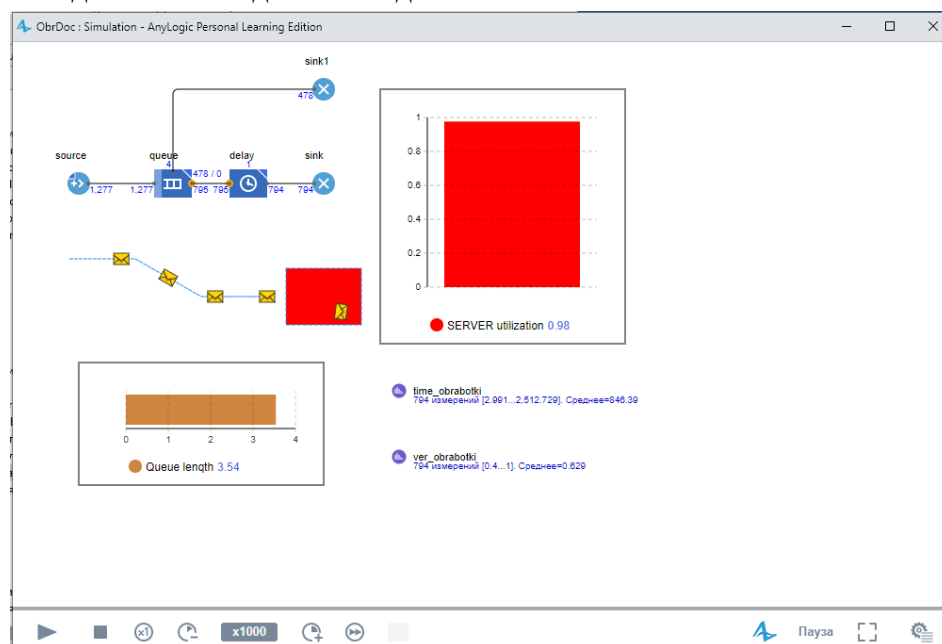 ObrDoc : Simulation - AnyLogic Personal Learning Edition
sink1
478
source
queue
delay
sink
4
478 / 0
1
1,277
1,277
795
795
794
794
1
0.8
0.6
0.4
0.2
0
SERVER utilization 0.98
0
1
2
3
4
Queue length 3.54
time_obrabotki
794 измерений [2.991...2,512.729]. Среднее=846.39
ver_obrabotki
794 измерений [0.4...1]. Среднее=0.629
x1
x1000
Пауза